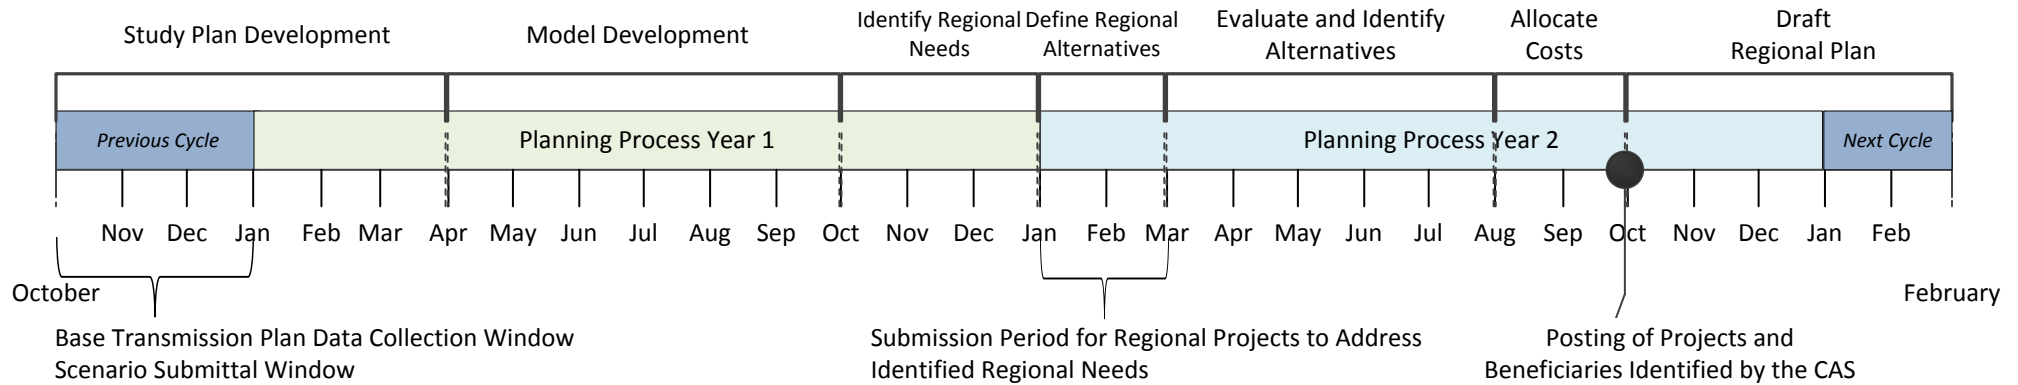 Study Plan Development
Model Development
Identify Regional
Needs
Define Regional
Alternatives
Evaluate and Identify
Alternatives
Allocate
Costs
Draft
Regional Plan
Previous Cycle
Planning Process Year 1
Planning Process Year 2
Next Cycle
Nov Dec Jan Feb Mar Apr May Jun Jul Aug Sep Oct Nov Dec Jan Feb Mar Apr May Jun Jul Aug Sep Oct Nov Dec Jan Feb
October
February
Base Transmission Plan Data Collection Window
Scenario Submittal Window
Submission Period for Regional Projects to Address
Identified Regional Needs
Posting of Projects and
Beneficiaries Identified by the CAS